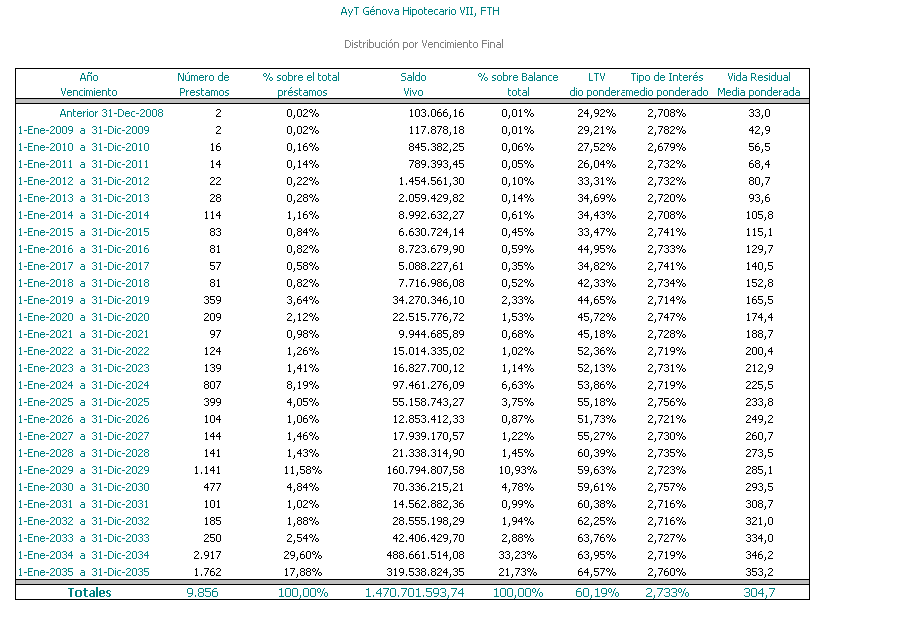 AyT Génova Hipotecario VII, FTH
Distribución por Vencimiento Final
Año Número de % sobre el total Saldo % sobre Balance LTV Tipo de Interés Vida Residual
Vencimiento Prestamos préstamos Vivo total dio ponderamedio ponderado Media ponderada
Anterior 31-Dec-2008 2 0,02% 103.066,16 0,01% 24,92% 2,708% 33,0
1-Ene-2009 a 31-Dic-2009 2 0,02% 117.878,18 0,01% 29,21% 2,782% 42,9
1-Ene-2010 a 31-Dic-2010 16 0,16% 845.382,25 0,06% 27,52% 2,679% 56,5
1-Ene-2011 a 31-Dic-2011 14 0,14% 789.393,45 0,05% 26,04% 2,732% 68,4
1-Ene-2012 a 31-Dic-2012 22 0,22% 1.454.561,30 0,10% 33,31% 2,732% 80,7
1-Ene-2013 a 31-Dic-2013 28 0,28% 2.059.429,82 0,14% 34,69% 2,720% 93,6
1-Ene-2014 a 31-Dic-2014 114 1,16% 8.992.632,27 0,61% 34,43% 2,708% 105,8
1-Ene-2015 a 31-Dic-2015 83 0,84% 6.630.724,14 0,45% 33,47% 2,741% 115,1
1-Ene-2016 a 31-Dic-2016 81 0,82% 8.723.679,90 0,59% 44,95% 2,733% 129,7
1-Ene-2017 a 31-Dic-2017 57 0,58% 5.088.227,61 0,35% 34,82% 2,741% 140,5
1-Ene-2018 a 31-Dic-2018 81 0,82% 7.716.986,08 0,52% 42,33% 2,734% 152,8
1-Ene-2019 a 31-Dic-2019 359 3,64% 34.270.346,10 2,33% 44,65% 2,714% 165,5
1-Ene-2020 a 31-Dic-2020 209 2,12% 22.515.776,72 1,53% 45,72% 2,747% 174,4
1-Ene-2021 a 31-Dic-2021 97 0,98% 9.944.685,89 0,68% 45,18% 2,728% 188,7
1-Ene-2022 a 31-Dic-2022 124 1,26% 15.014.335,02 1,02% 52,36% 2,719% 200,4
1-Ene-2023 a 31-Dic-2023 139 1,41% 16.827.700,12 1,14% 52,13% 2,731% 212,9
1-Ene-2024 a 31-Dic-2024 807 8,19% 97.461.276,09 6,63% 53,86% 2,719% 225,5
1-Ene-2025 a 31-Dic-2025 399 4,05% 55.158.743,27 3,75% 55,18% 2,756% 233,8
1-Ene-2026 a 31-Dic-2026 104 1,06% 12.853.412,33 0,87% 51,73% 2,721% 249,2
1-Ene-2027 a 31-Dic-2027 144 1,46% 17.939.170,57 1,22% 55,27% 2,730% 260,7
1-Ene-2028 a 31-Dic-2028 141 1,43% 21.338.314,90 1,45% 60,39% 2,735% 273,5
1-Ene-2029 a 31-Dic-2029 1.141 11,58% 160.794.807,58 10,93% 59,63% 2,723% 285,1
1-Ene-2030 a 31-Dic-2030 477 4,84% 70.336.215,21 4,78% 59,61% 2,757% 293,5
1-Ene-2031 a 31-Dic-2031 101 1,02% 14.562.882,36 0,99% 60,38% 2,716% 308,7
1-Ene-2032 a 31-Dic-2032 185 1,88% 28.555.198,29 1,94% 62,25% 2,716% 321,0
1-Ene-2033 a 31-Dic-2033 250 2,54% 42.406.429,70 2,88% 63,76% 2,727% 334,0
1-Ene-2034 a 31-Dic-2034 2.917 29,60% 488.661.514,08 33,23% 63,95% 2,719% 346,2
1-Ene-2035 a 31-Dic-2035 1.762 17,88% 319.538.824,35 21,73% 64,57% 2,760% 353,2
Totales 9.856 100,00% 1.470.701.593,74 100,00% 60,19% 2,733% 304,7